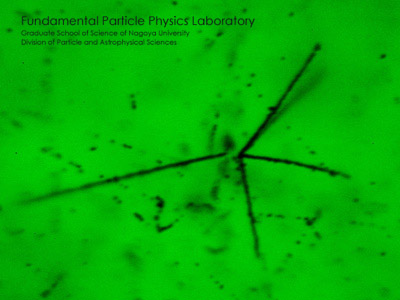 Fundamental Particle Physics Laboratory
Graduate School of Science of Nagoya University
Division of Particle and Astrophysical Sciences